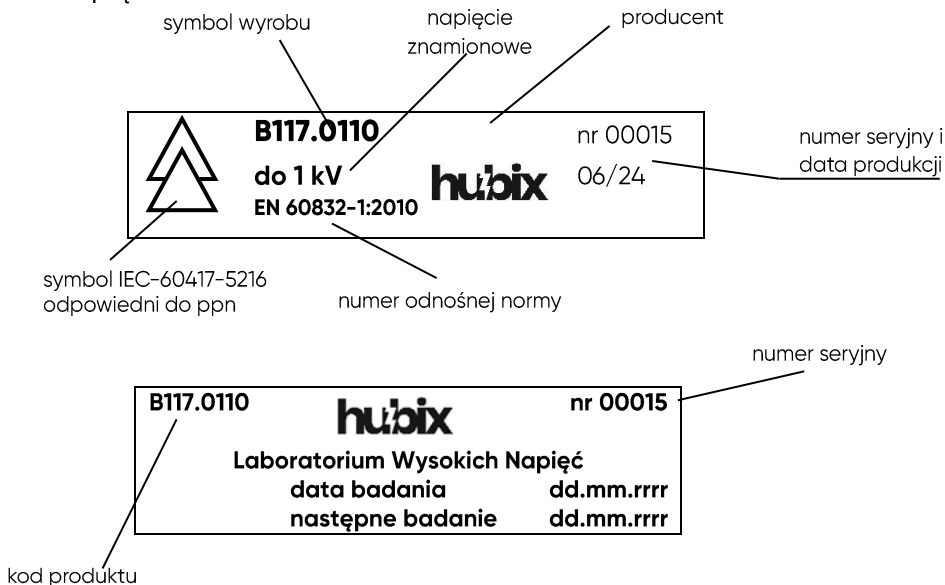 symbol wyrobu
napięcie
znamionowe
producent
B117.0110
nr 00015
do 1 kV
hubix
06/24
EN 60832-1:2010
numer seryjny i
data produkcji
symbol IEC-60417-5216
odpowiedni do ppn
numer odnośnej normy
numer seryjny
B117.0110
hubix
nr 00015
Laboratorium Wysokich Napięć
data badania dd.mm.rrrr
następne badanie dd.mm.rrrr
kod produktu